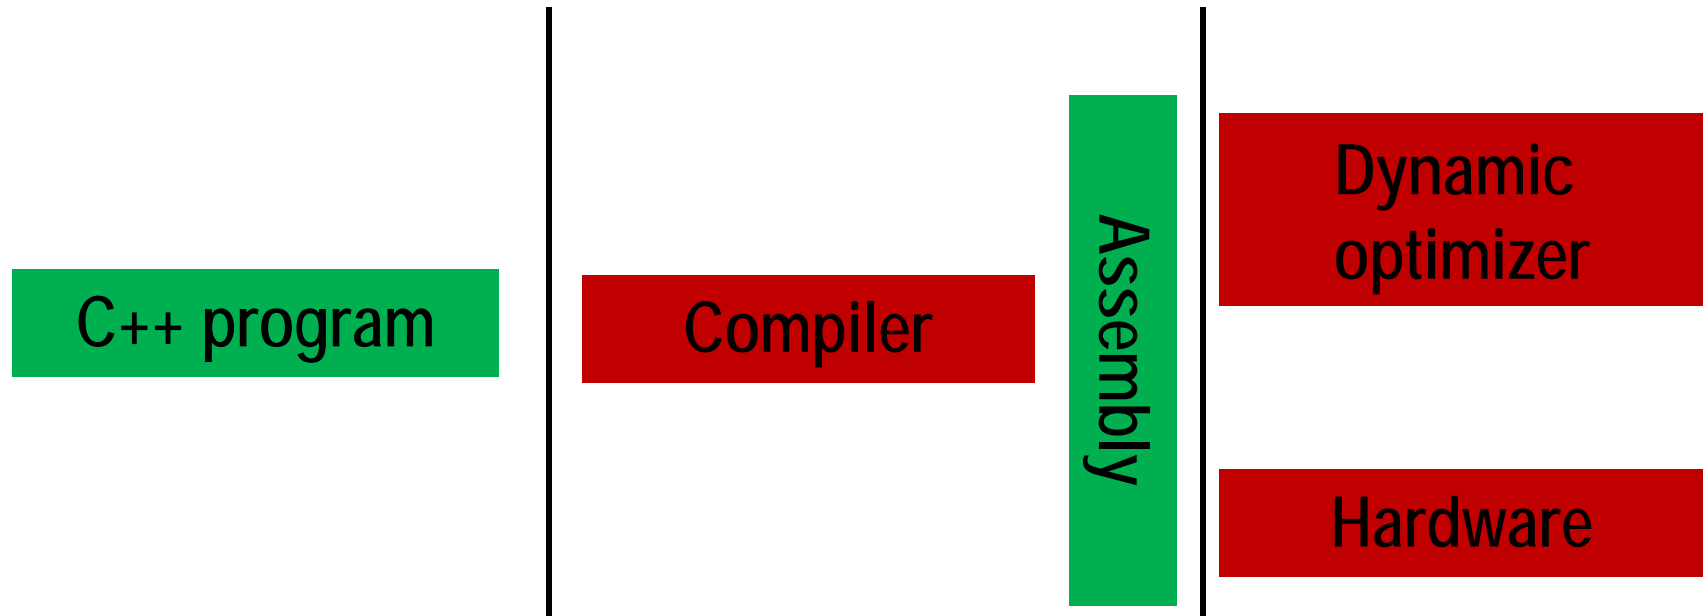 C++ program
Compiler
Assembly
Dynamic
optimizer
Hardware